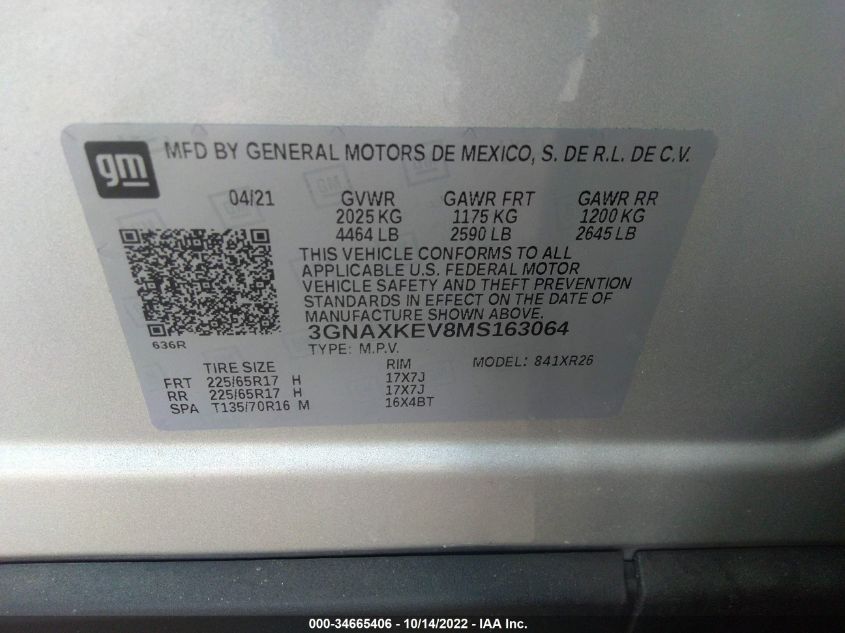 gm
MFD BY GENERAL MOTORS DE MEXICO, S. DE R.L. DE C.V.
04/21 GVWR GAWR FRT GAWR RR
2025 KG 1175 KG 1200 KG
4464 LB 2590 LB 2645 LB
THIS VEHICLE CONFORMS TO ALL
APPLICABLE U.S. FEDERAL MOTOR
VEHICLE SAFETY AND THEFT PREVENTION
STANDARDS IN EFFECT ON THE DATE OF
MANUFACTURE SHOWN ABOVE.
636R
3GNAXKEV8MS163064
TYPE: M.P.V. MODEL: 841XR26
TIRE SIZE RIM
FRT 225/65R17 H 17X7J
RR 225/65R17 H 17X7J
SPA T135/70R16 M 16X4BT
000-34665406 - 10/14/2022 - IAA Inc.